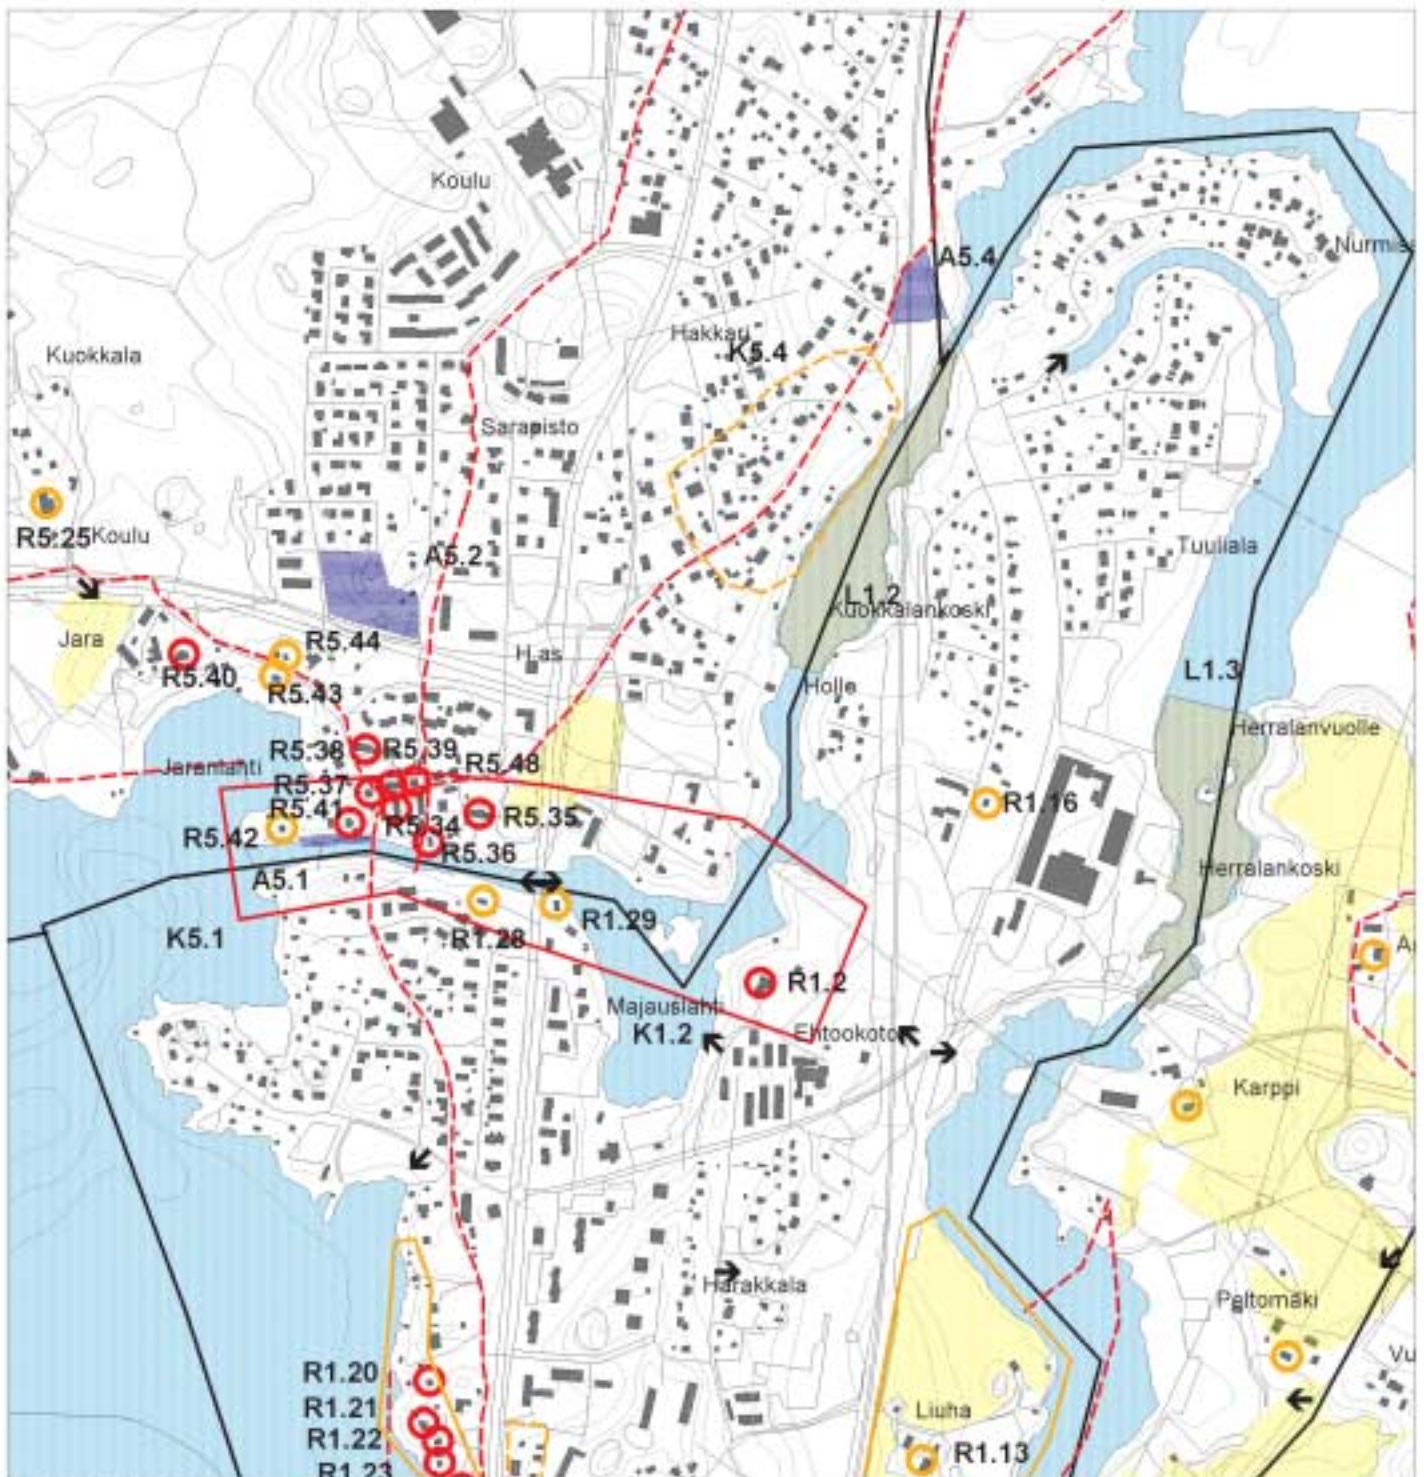 Koulu
Nurmis
A5.4
Hakkari
K5.4
Kuokkala
Sarapisto
R5.25
Koulu
A5.2
Tuuliala
L1.2
Kuokkalankoski
Jara
R5.44
H.as
R5.40
R5.43
L1.3
Holle
Herralanvuolle
R5.38
R5.39
R5.48
Jaranlahti
R5.37
R5.41
R5.34
R5.35
R1.16
R5.42
R5.36
Herralankoski
A5.1
R1.29
K5.1
R1.28
A
R1.2
Majauslahti
K1.2
Ehtookoto
Karppi
Harakkala
Peltomäki
Vu
R1.20
R1.21
Liuha
R1.22
R1.13
R1.23